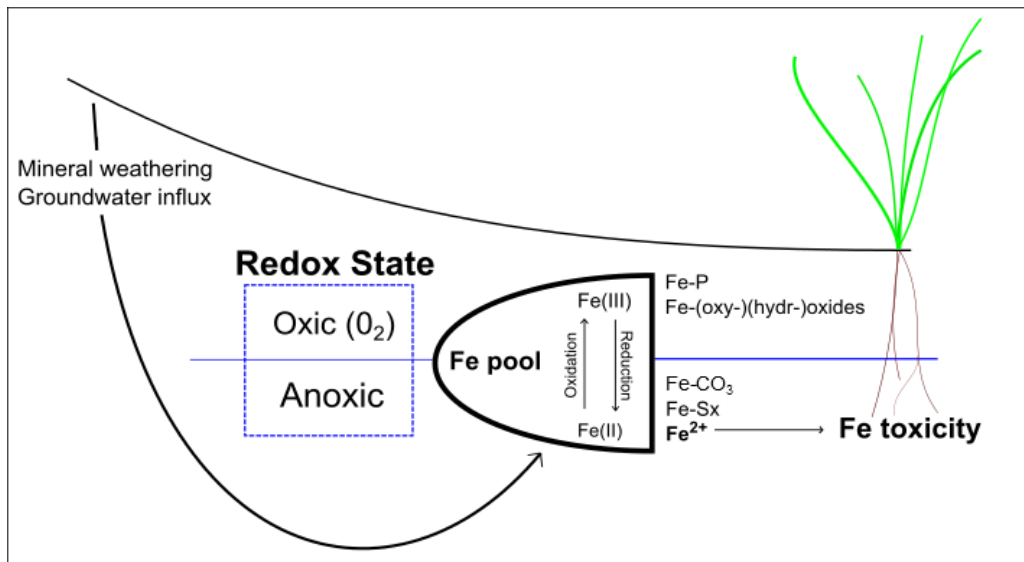 Mineral weathering
Groundwater influx
Redox State
Oxic (0₂)
Anoxic
Fe pool
Fe(III)
Oxidation
Reduction
Fe(II)
Fe-P
Fe-(oxy-)(hydr-)oxides
Fe-CO₃
Fe-Sx
Fe²⁺
Fe toxicity